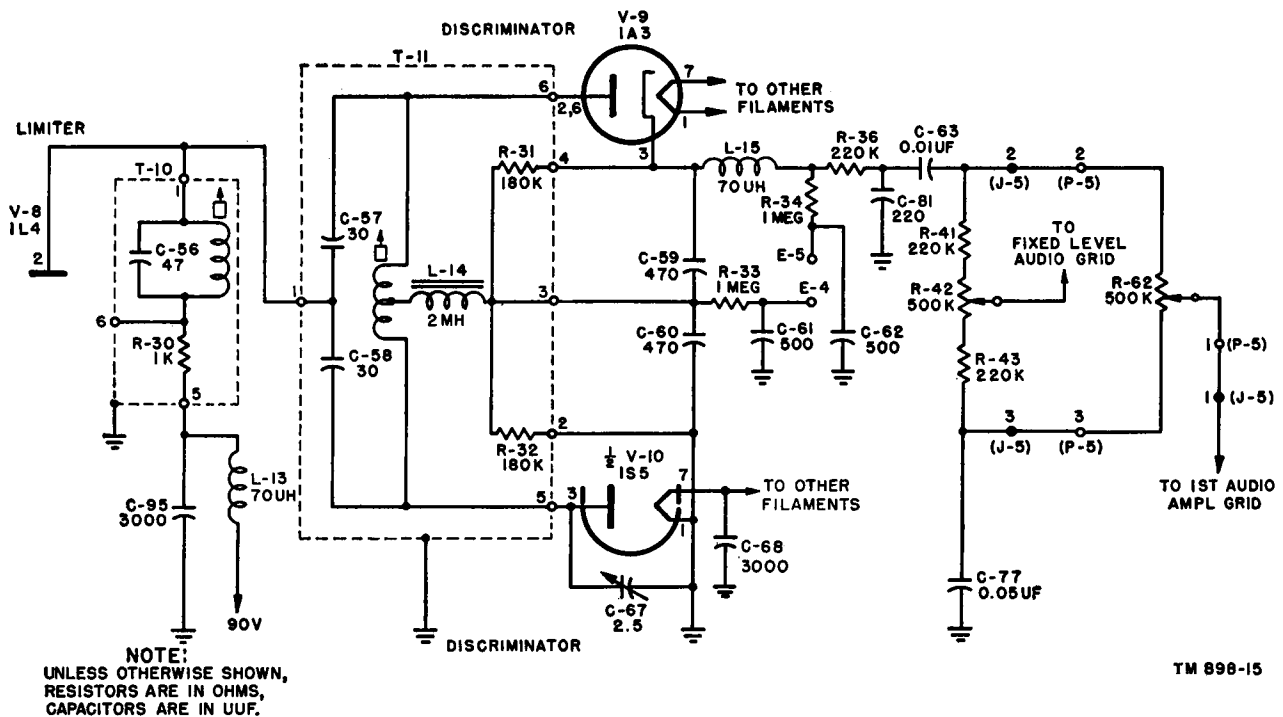 DISCRIMINATOR
V-9
1A3
T-11
7
TO OTHER
FILAMENTS
1
6
2,6
3
LIMITER
T-10
1
V-8
1L4
2
C-56
47
6
R-30
1K
5
C-95
3000
L-13
70UH
90V
1
C-57
30
C-58
30
L-14
2 MH
R-31
180K
4
3
R-32
180K
2
5
L-15
70UH
R-36
220K
C-63
0.01UF
C-81
220
R-34
1 MEG
E-5
E-4
C-59
470
C-60
470
R-33
1 MEG
C-61
500
C-62
500
R-41
220K
R-42
500K
R-43
220K
TO
FIXED LEVEL
AUDIO GRID
2
(J-5)
2
(P-5)
R-62
500K
3
(J-5)
3
(P-5)
1 (P-5)
1 (J-5)
TO 1ST AUDIO
AMPL GRID
½ V-10
1S5
3
7
1
TO OTHER
FILAMENTS
C-68
3000
C-67
2.5
C-77
0.05UF
DISCRIMINATOR
NOTE:
UNLESS OTHERWISE SHOWN,
RESISTORS ARE IN OHMS,
CAPACITORS ARE IN UUF.
TM 898-15